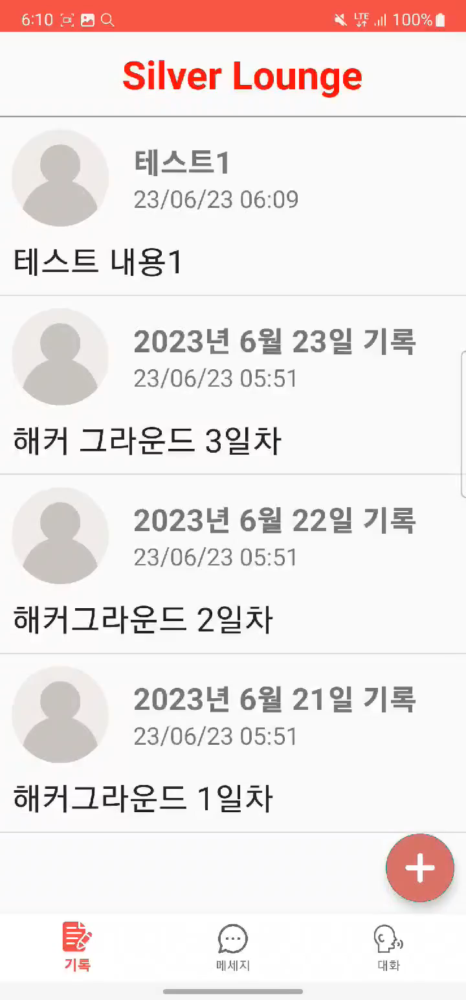 6:10 LTE 100%
Silver Lounge
테스트1
23/06/23 06:09
테스트 내용1
2023년 6월 23일 기록
23/06/23 05:51
해커 그라운드 3일차
2023년 6월 22일 기록
23/06/23 05:51
해커그라운드 2일차
2023년 6월 21일 기록
23/06/23 05:51
해커그라운드 1일차
기록 메세지 대화